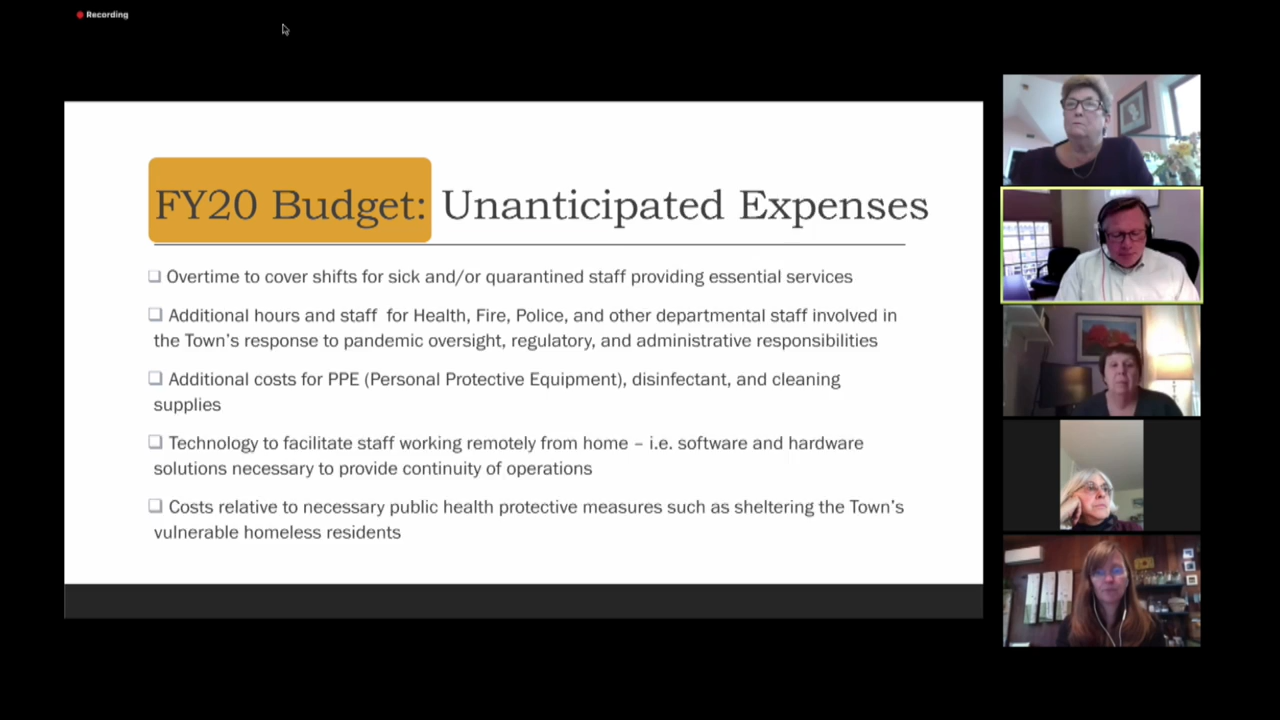 Recording
FY20 Budget: Unanticipated Expenses
Overtime to cover shifts for sick and/or quarantined staff providing essential services
Additional hours and staff for Health, Fire, Police, and other departmental staff involved in
the Town's response to pandemic oversight, regulatory, and administrative responsibilities
Additional costs for PPE (Personal Protective Equipment), disinfectant, and cleaning
supplies
Technology to facilitate staff working remotely from home – i.e. software and hardware
solutions necessary to provide continuity of operations
Costs relative to necessary public health protective measures such as sheltering the Town's
vulnerable homeless residents